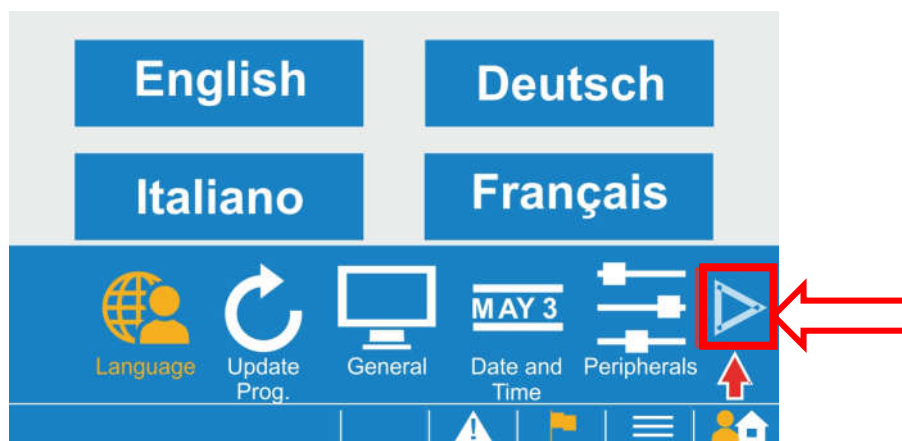 English
Deutsch
Italiano
Français
MAY 3
Language
Update
Prog.
General
Date and
Time
Peripherals